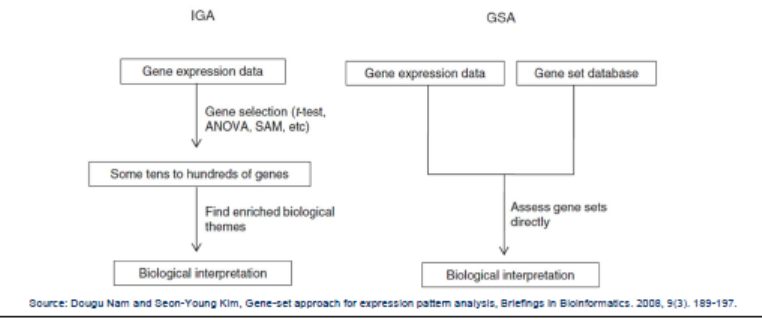 IGA
Gene expression data
Gene selection (t-test,
ANOVA, SAM, etc)
Some tens to hundreds of genes
Find enriched biological
themes
Biological interpretation
GSA
Gene expression data
Gene set database
Assess gene sets
directly
Biological interpretation
Source: Dougu Nam and Seon-Young Kim, Gene-set approach for expression pattern analysis, Briefings in Bioinformatics. 2008, 9(3). 189-197.